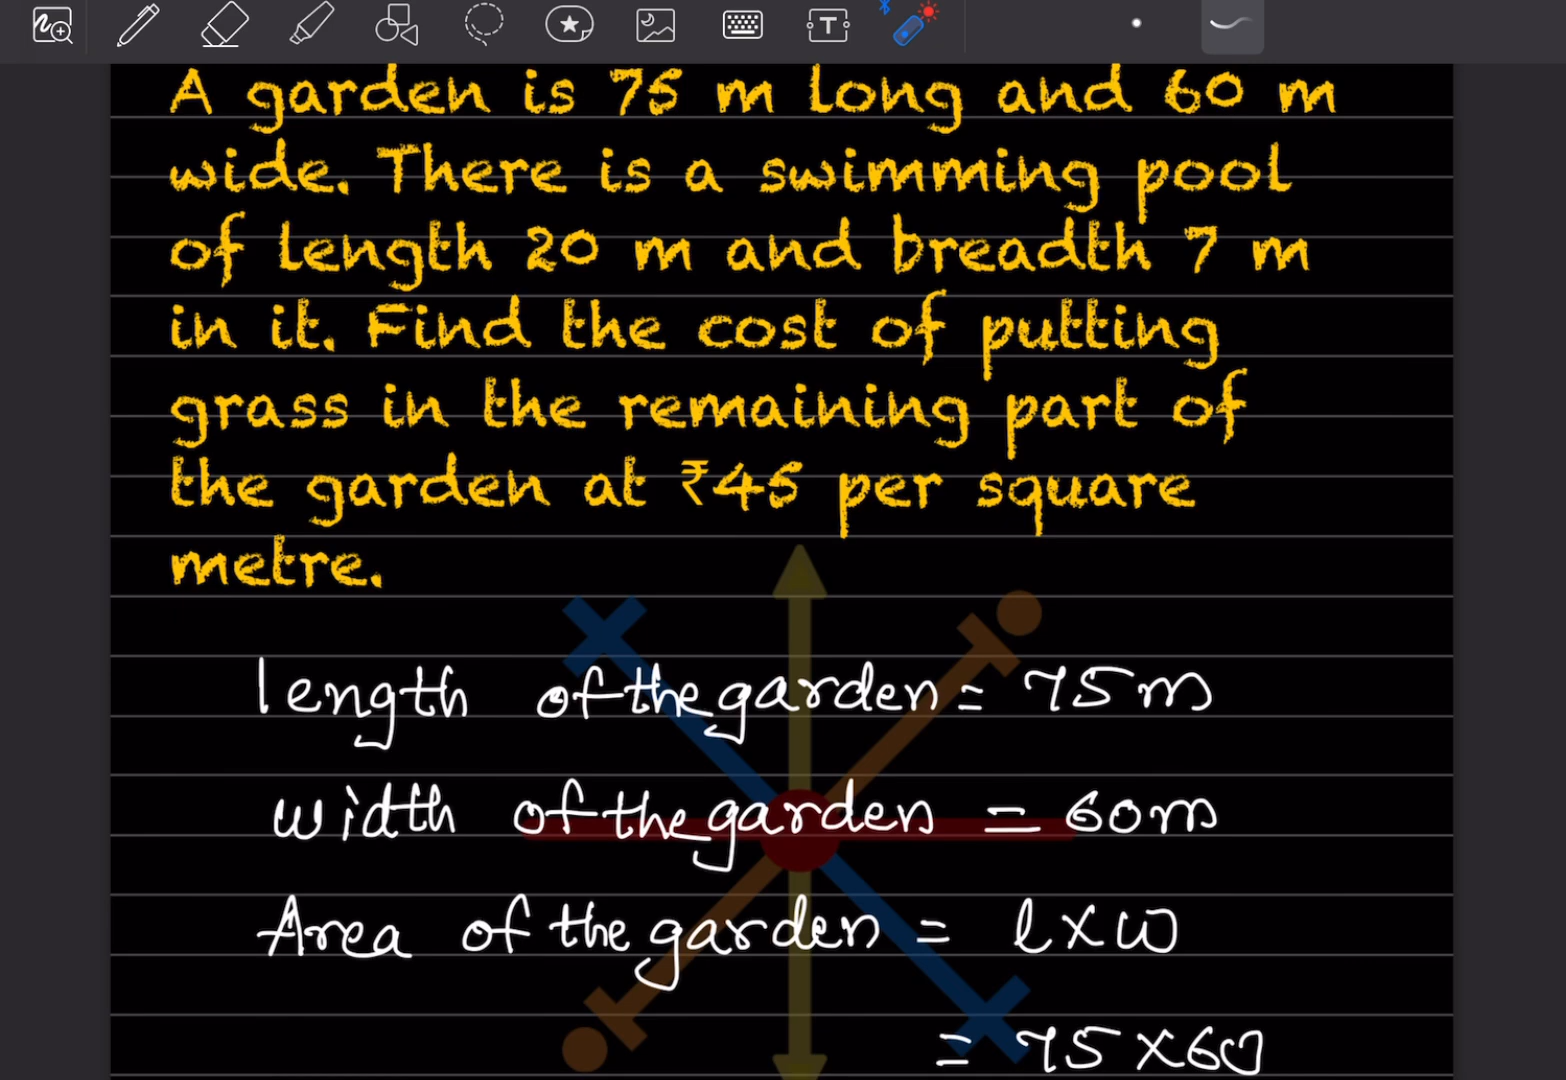 A garden is 75 m long and 60 m
wide. There is a swimming pool
of length 20 m and breadth 7 m
in it. Find the cost of putting
grass in the remaining part of
the garden at ₹45 per square
metre.
length of the garden = 75m
width of the garden = 60m
Area of the garden = l×w
= 75×60